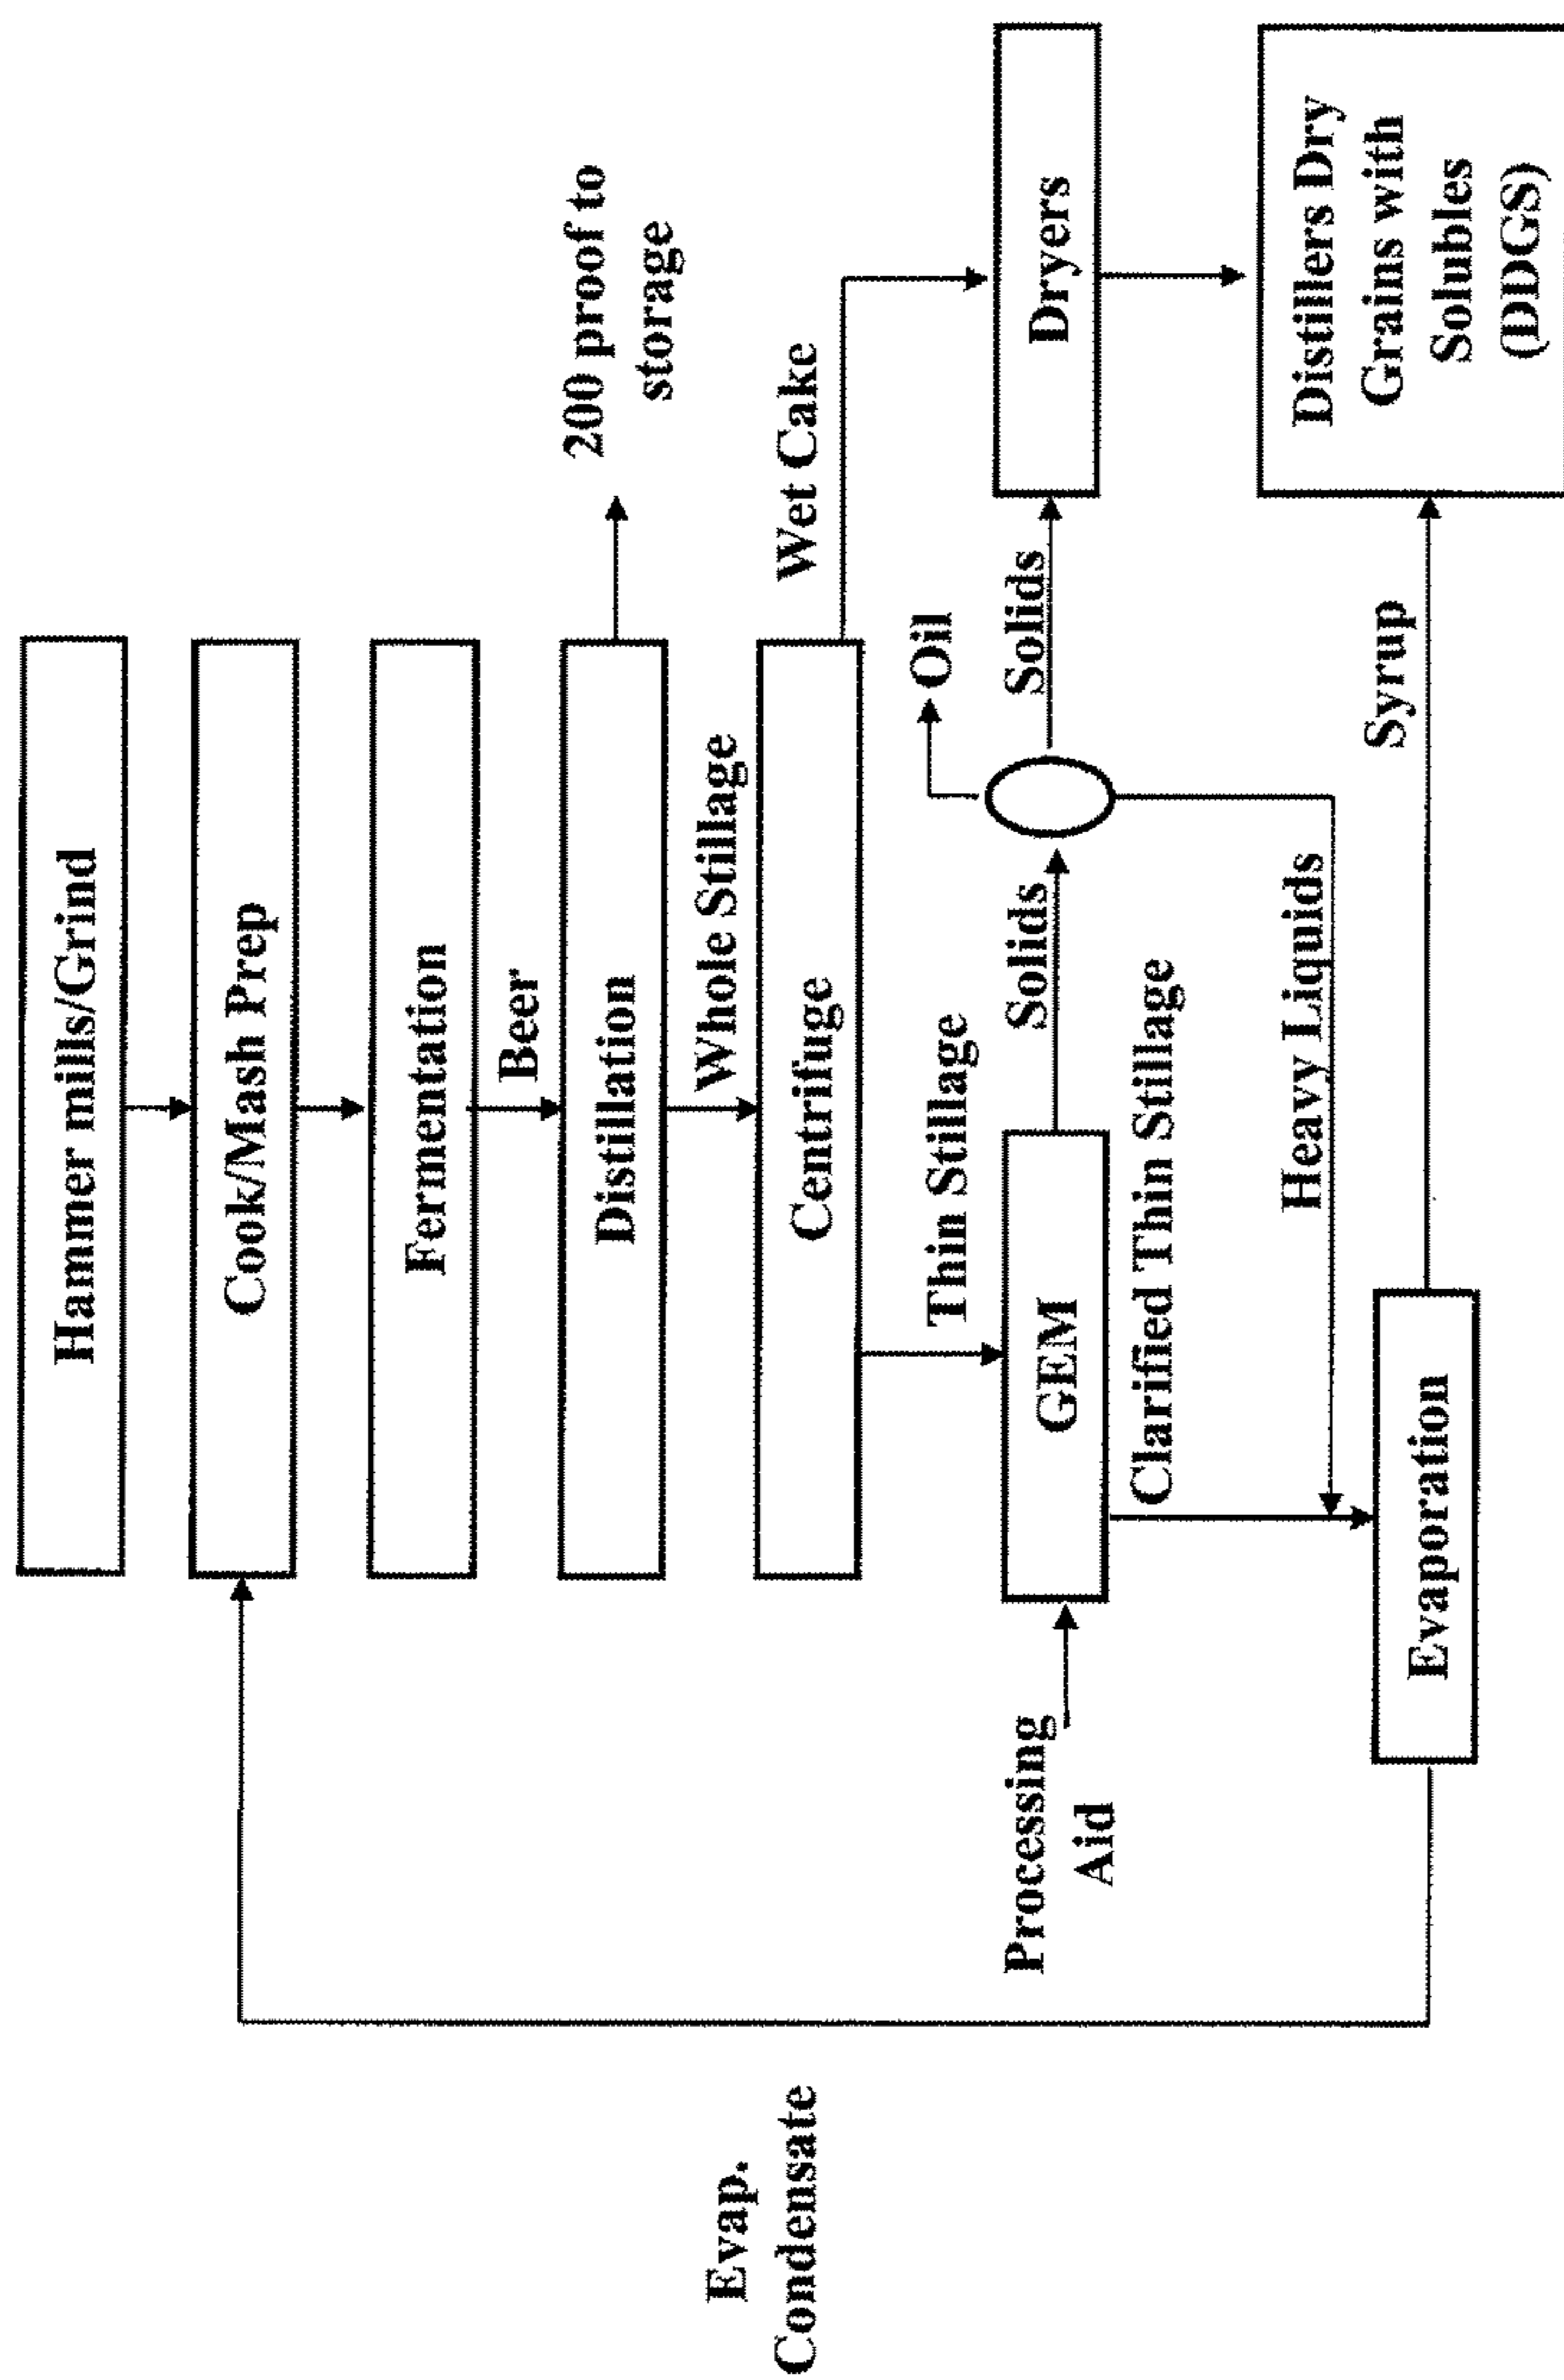 Hammer mills/Grind
Cook/Mash Prep
Fermentation
Beer
Distillation
200 proof to
storage
Whole Stillage
Evap.
Condensate
Centrifuge
Wet Cake
Thin Stillage
Oil
Processing
Aid
GEM
Solids
Solids
Dryers
Clarified Thin Stillage
Heavy Liquids
Evaporation
Syrup
Distillers Dry
Grains with
Solubles
(DDGS)